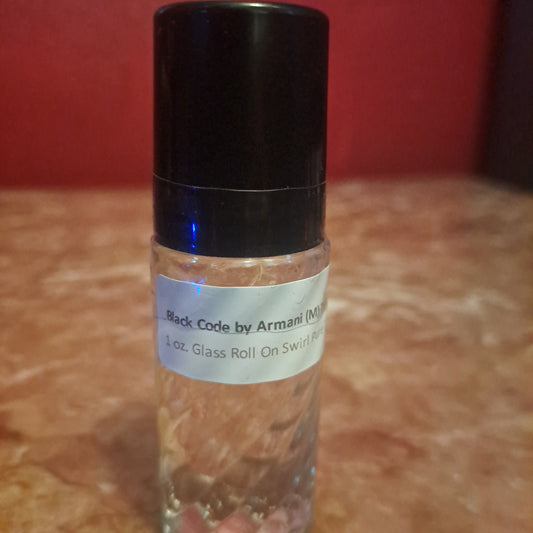 Black Code by Armani (M)
1 oz. Glass Roll On Swirl